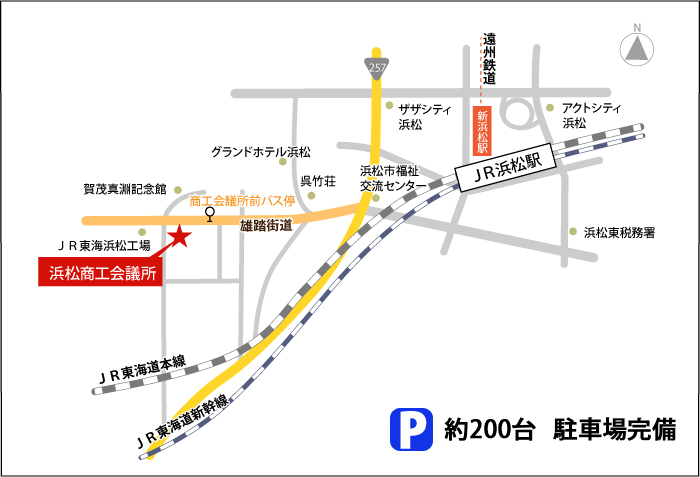 N
遠州鉄道
257
ザザシティ
浜松
新浜松駅
アクトシティ
浜松
グランドホテル浜松
ＪＲ浜松駅
浜松市福祉
交流センター
呉竹荘
賀茂真渕記念館
商工会議所前バス停
雄踏街道
ＪＲ東海浜松工場
浜松東税務署
浜松商工会議所
ＪＲ東海道本線
ＪＲ東海道新幹線
P 約200台 駐車場完備